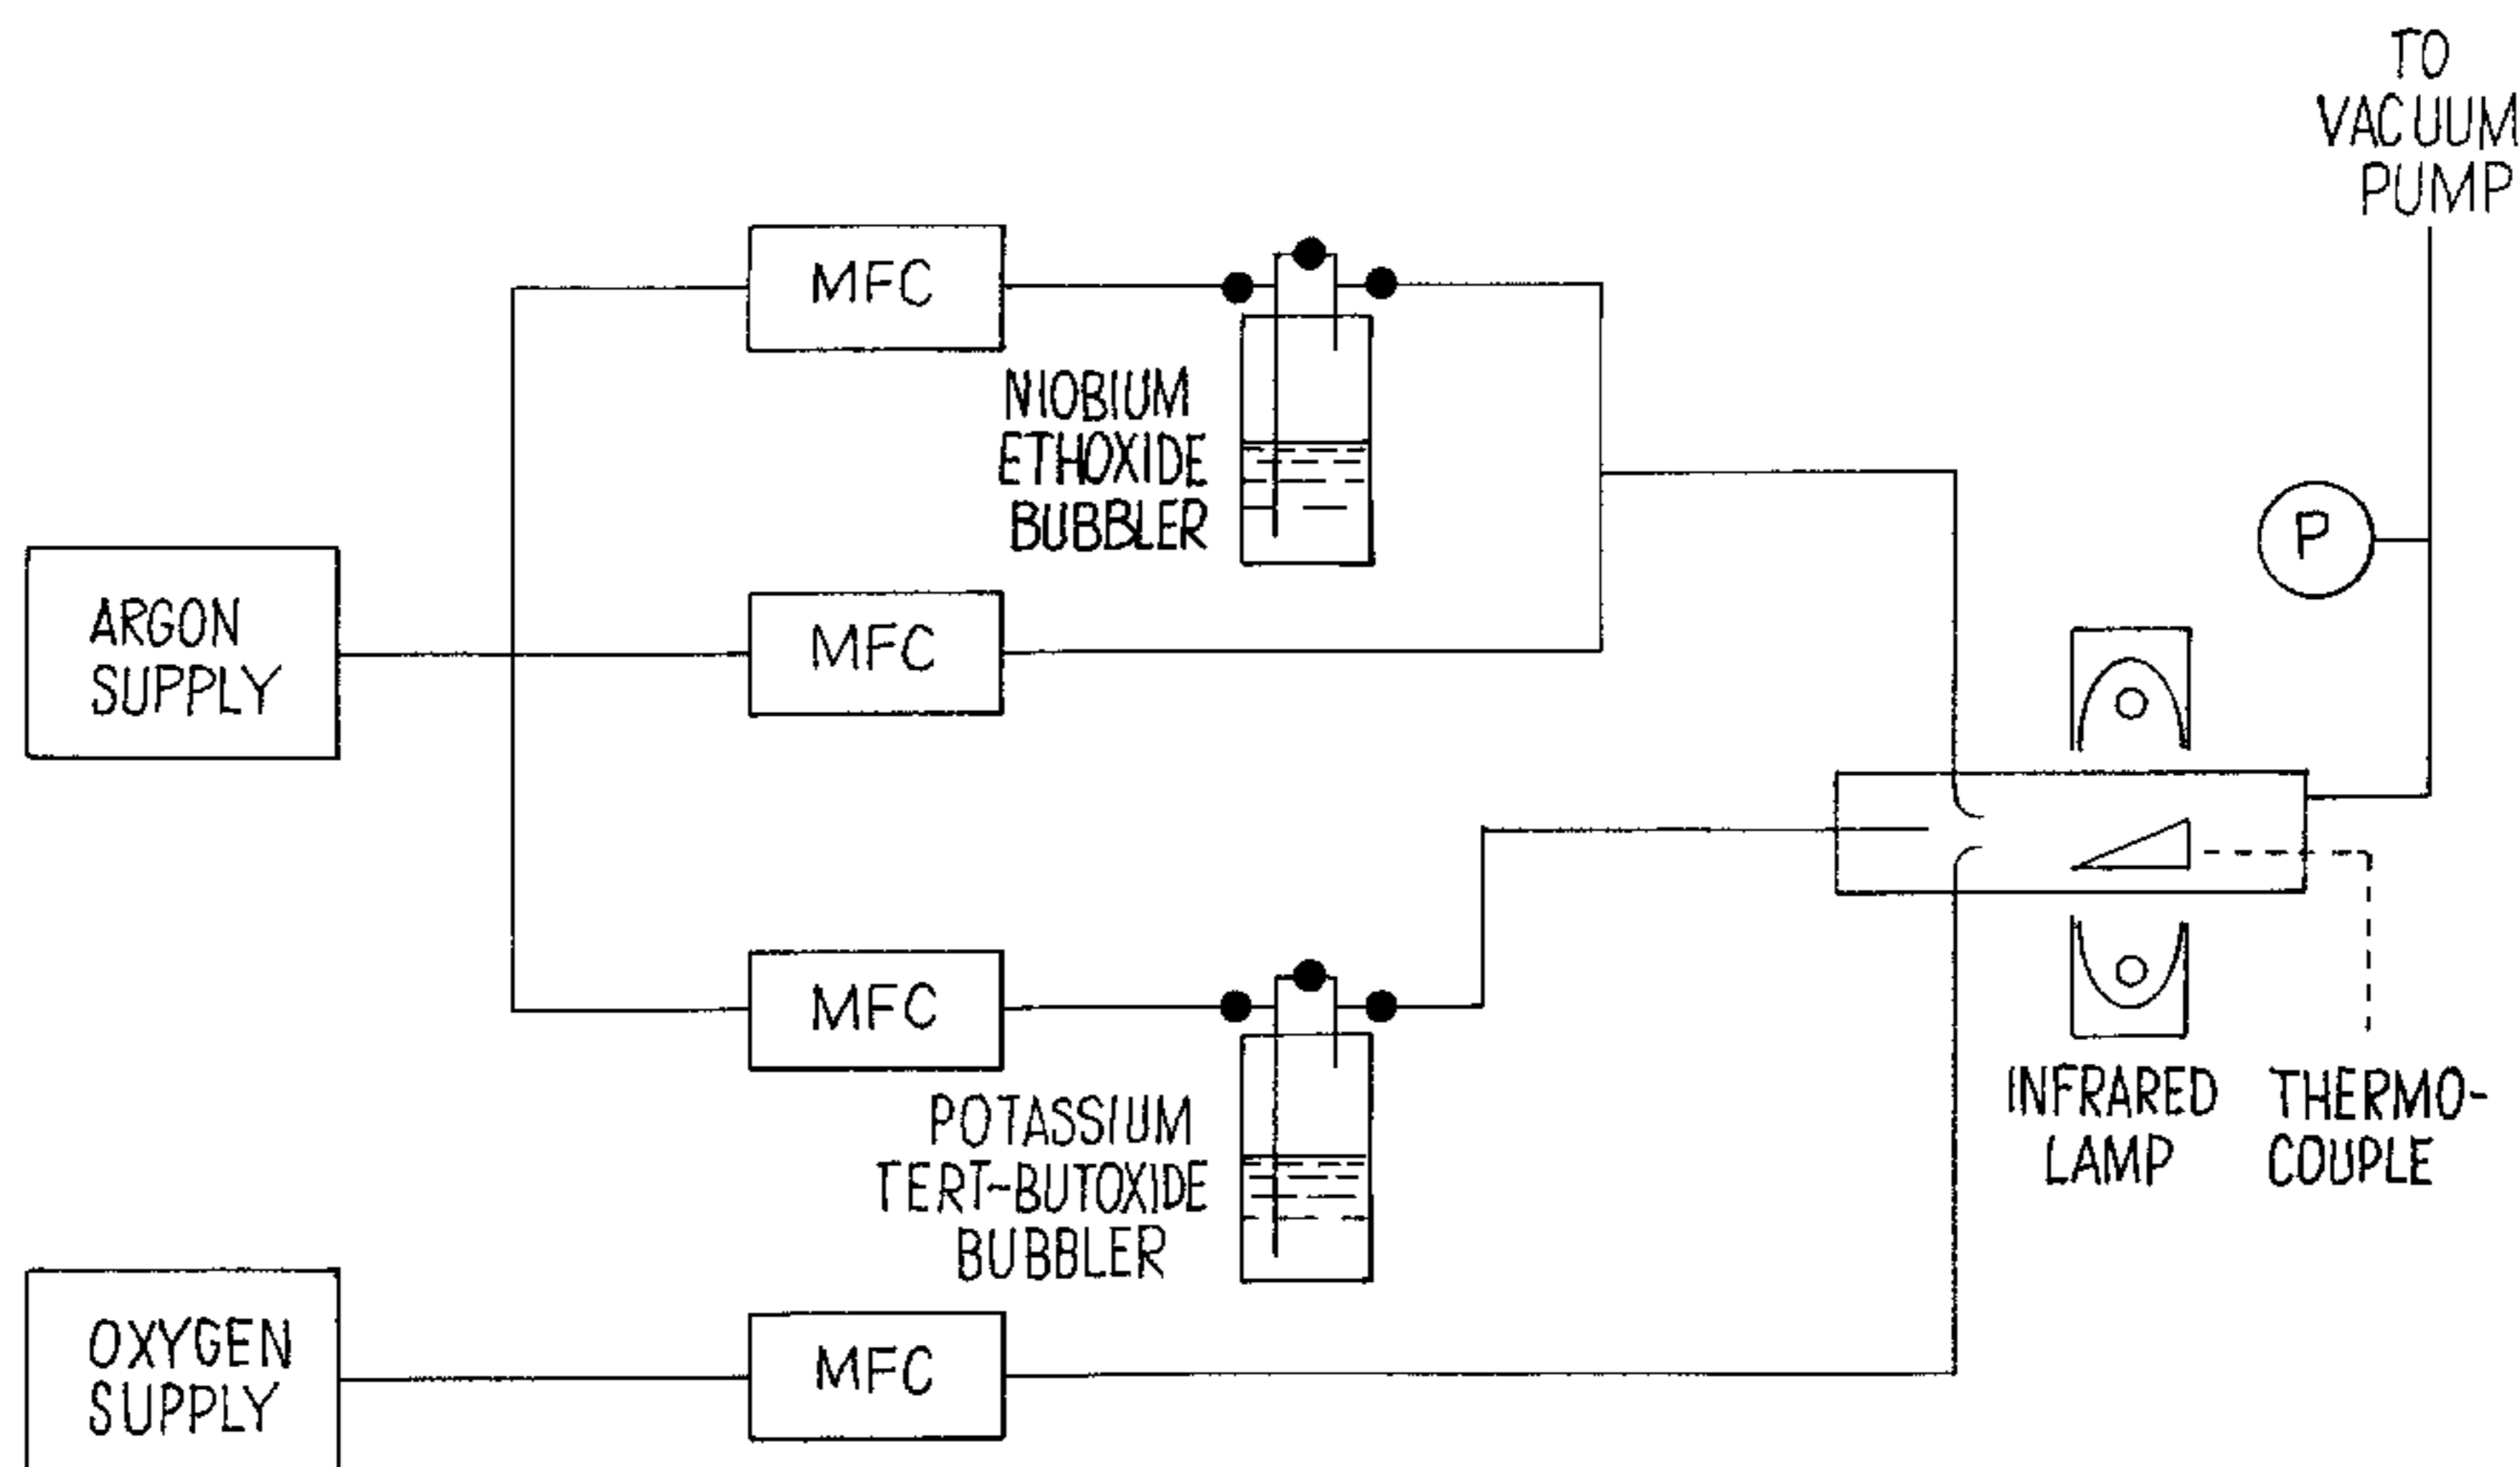 TO
VACUUM
PUMP
MFC
NIOBIUM
ETHOXIDE
BUBBLER
P
ARGON
SUPPLY
MFC
MFC
POTASSIUM
TERT-BUTOXIDE
BUBBLER
INFRARED
LAMP
THERMO-
COUPLE
OXYGEN
SUPPLY
MFC